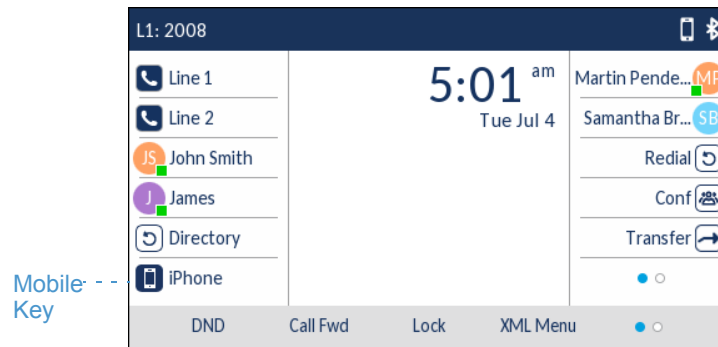 L1: 2008
Line 1
Line 2
JS John Smith
J James
Directory
iPhone
5:01 am
Tue Jul 4
Martin Pende... MP
Samantha Br... SB
Redial
Conf
Transfer
Mobile
Key
DND Call Fwd Lock XML Menu